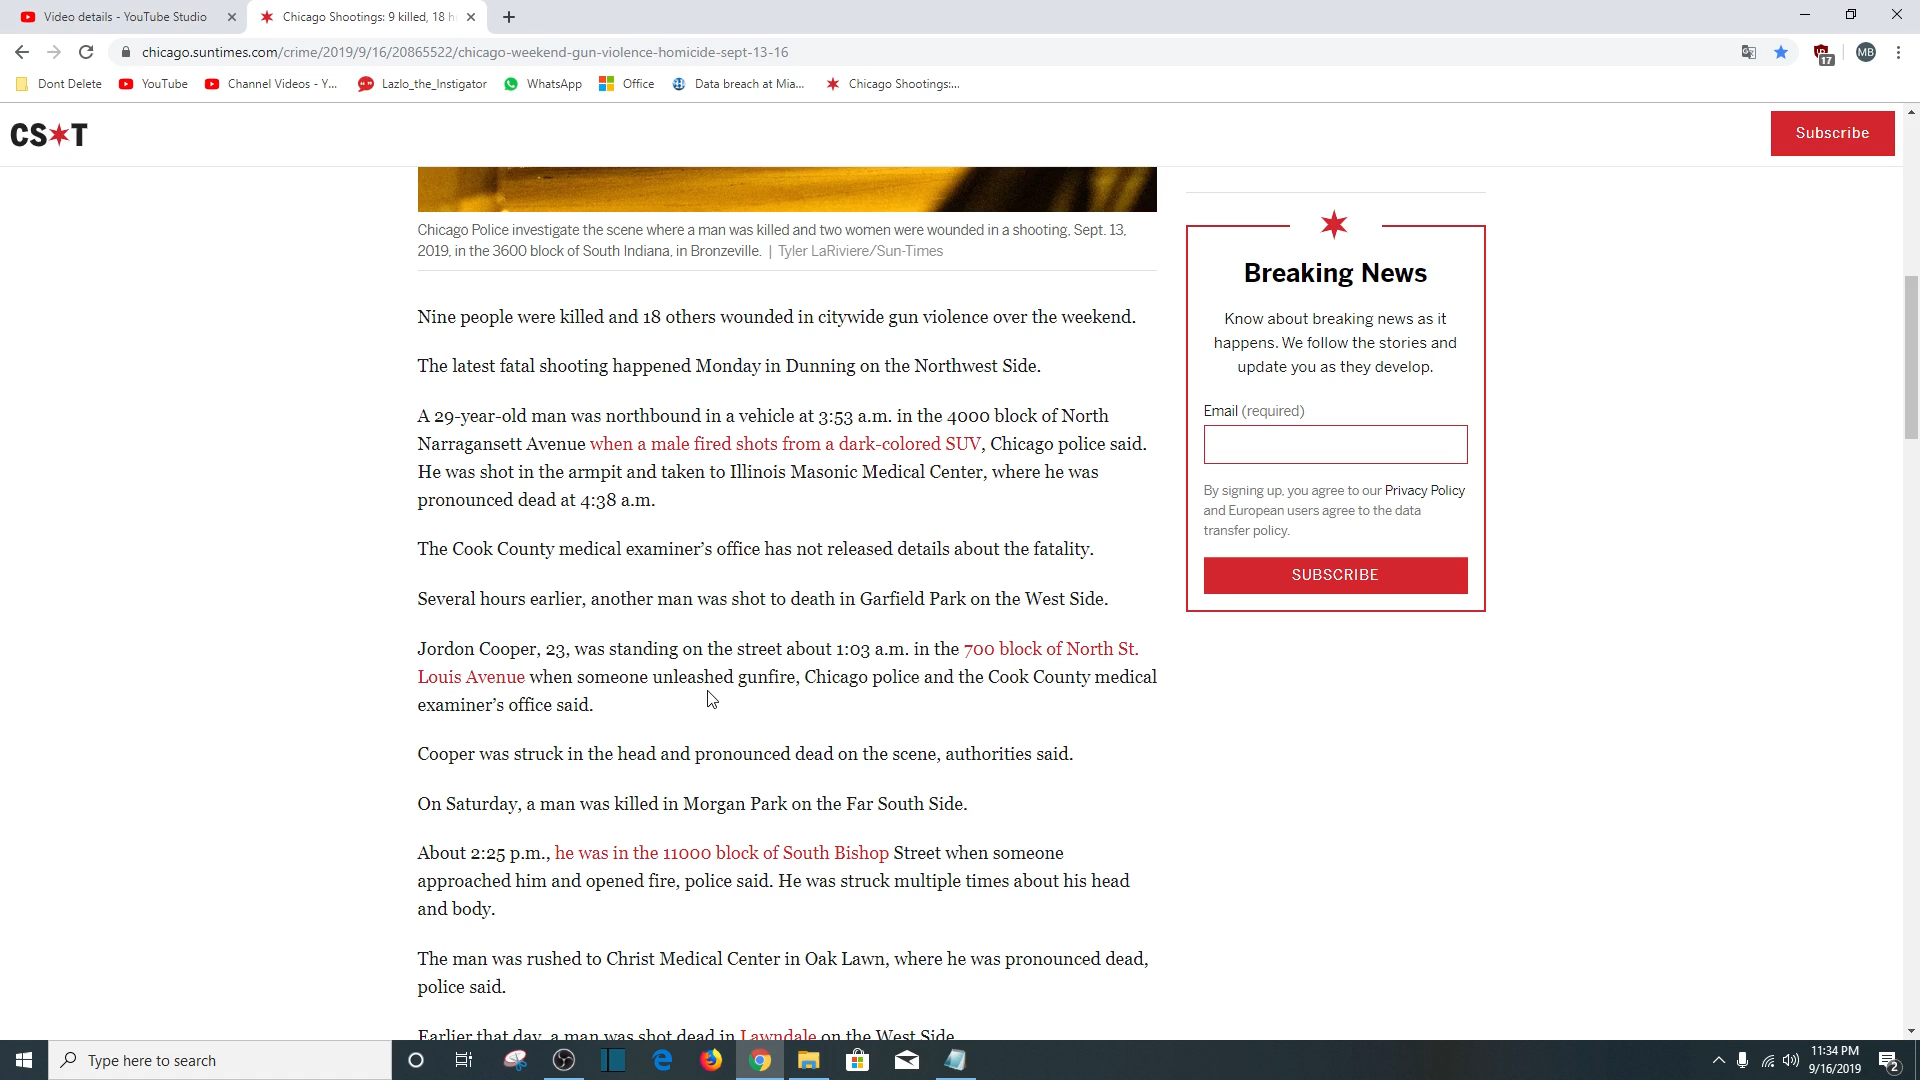 Video details - YouTube Studio
Chicago Shootings: 9 killed, 18 h
chicago.suntimes.com/crime/2019/9/16/20865522/chicago-weekend-gun-violence-homicide-sept-13-16
17
MB
Dont Delete
YouTube
Channel Videos - Y...
Lazlo_the_Instigator
WhatsApp
Office
Data breach at Mia...
Chicago Shootings:...
CS T
Subscribe
Chicago Police investigate the scene where a man was killed and two women were wounded in a shooting, Sept. 13,
2019, in the 3600 block of South Indiana, in Bronzeville. | Tyler LaRiviere/Sun-Times
Nine people were killed and 18 others wounded in citywide gun violence over the weekend.
The latest fatal shooting happened Monday in Dunning on the Northwest Side.
A 29-year-old man was northbound in a vehicle at 3:53 a.m. in the 4000 block of North
Narragansett Avenue when a male fired shots from a dark-colored SUV, Chicago police said.
He was shot in the armpit and taken to Illinois Masonic Medical Center, where he was
pronounced dead at 4:38 a.m.
The Cook County medical examiner’s office has not released details about the fatality.
Several hours earlier, another man was shot to death in Garfield Park on the West Side.
Jordon Cooper, 23, was standing on the street about 1:03 a.m. in the 700 block of North St.
Louis Avenue when someone unleashed gunfire, Chicago police and the Cook County medical
examiner’s office said.
Cooper was struck in the head and pronounced dead on the scene, authorities said.
On Saturday, a man was killed in Morgan Park on the Far South Side.
About 2:25 p.m., he was in the 11000 block of South Bishop Street when someone
approached him and opened fire, police said. He was struck multiple times about his head
and body.
The man was rushed to Christ Medical Center in Oak Lawn, where he was pronounced dead,
police said.
Earlier that day, a man was shot dead in Lawndale on the West Side.
Breaking News
Know about breaking news as it
happens. We follow the stories and
update you as they develop.
Email (required)
By signing up, you agree to our Privacy Policy
and European users agree to the data
transfer policy.
SUBSCRIBE
Type here to search
11:34 PM
9/16/2019
2